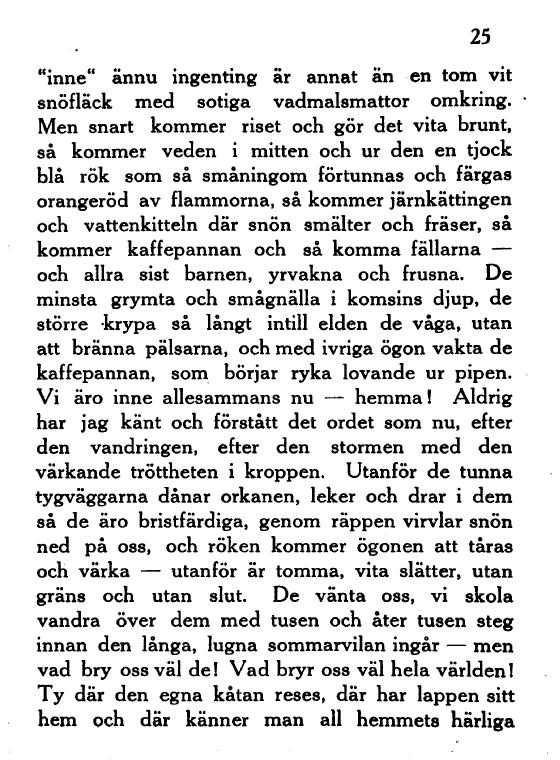 25
“inne“ ännu ingenting är annat än en tom vit
snöfläck med sotiga vadmalsmattor omkring.
Men snart kommer riset och gör det vita brunt,
så kommer veden i mitten och ur den en tjock
blå rök som så småningom förtunnas och färgas
orangeröd av flammorna, så kommer järnkättingen
och vattenkitteln där snön smälter och fräser, så
kommer kaffepannan och så komma fällarna —
och allra sist barnen, yrvakna och frusna. De
minsta grymta och smågnälla i komsins djup, de
större krypa så långt intill elden de våga, utan
att bränna pälsarna, och med ivriga ögon vakta de
kaffepannan, som börjar ryka lovande ur pipen.
Vi äro inne allesammans nu — hemma! Aldrig
har jag känt och förstått det ordet som nu, efter
den vandringen, efter den stormen med den
värkande tröttheten i kroppen. Utanför de tunna
tygväggarna dånar orkanen, leker och drar i dem
så de äro bristfärdiga, genom räppen virvlar snön
ned på oss, och röken kommer ögonen att tåras
och värka — utanför är tomma, vita slätter, utan
gräns och utan slut. De vänta oss, vi skola
vandra över dem med tusen och åter tusen steg
innan den långa, lugna sommarvilan ingår — men
vad bry oss väl de! Vad bryr oss väl hela världen!
Ty där den egna kåtan reses, där har lappen sitt
hem och där känner man all hemmets härliga